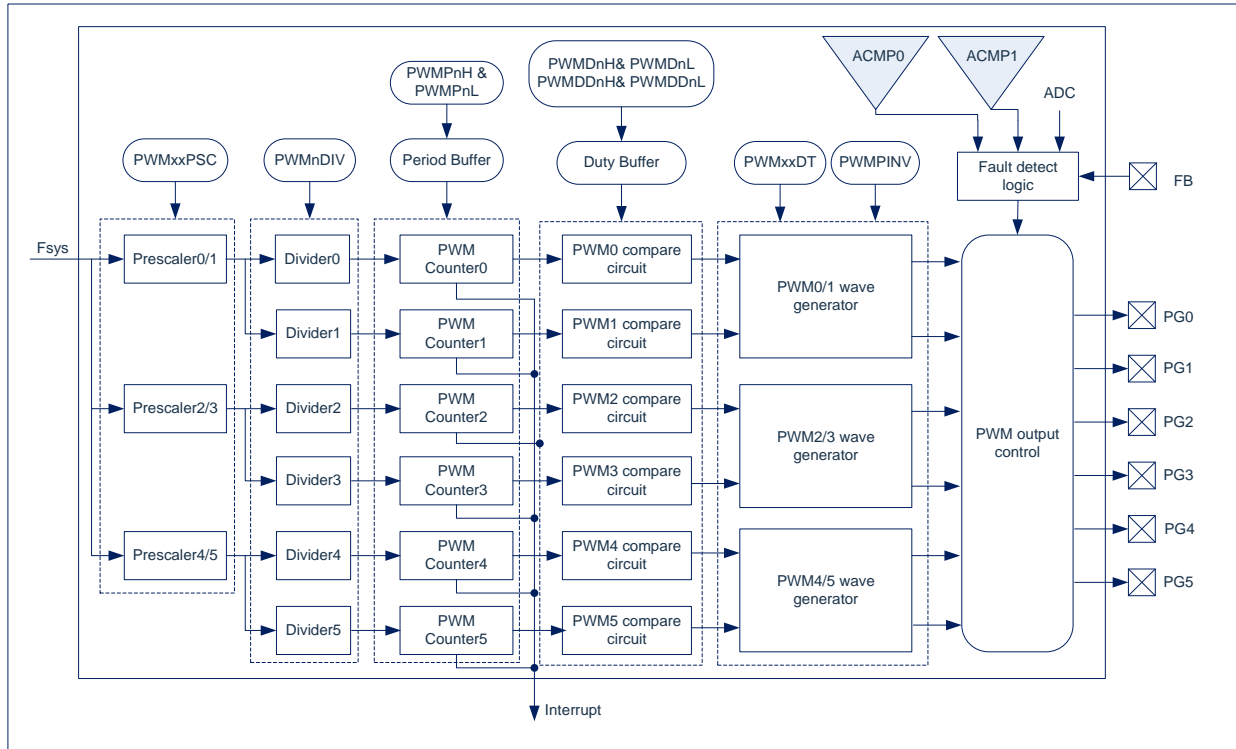 ACMP0
ACMP1
ADC
PWMPnH &
PWMPnL
PWMDnH& PWMDnL
PWMDDnH& PWMDDnL
PWMxxPSC
PWMnDIV
Period Buffer
Duty Buffer
PWMxxDT
PWMPINV
Fault detect
logic
FB
Fsys
Prescaler0/1
Divider0
PWM
Counter0
PWM0 compare
circuit
PWM0/1 wave
generator
Divider1
PWM
Counter1
PWM1 compare
circuit
Prescaler2/3
Divider2
PWM
Counter2
PWM2 compare
circuit
PWM2/3 wave
generator
Divider3
PWM
Counter3
PWM3 compare
circuit
Prescaler4/5
Divider4
PWM
Counter4
PWM4 compare
circuit
PWM4/5 wave
generator
Divider5
PWM
Counter5
PWM5 compare
circuit
PWM output
control
PG0
PG1
PG2
PG3
PG4
PG5
Interrupt